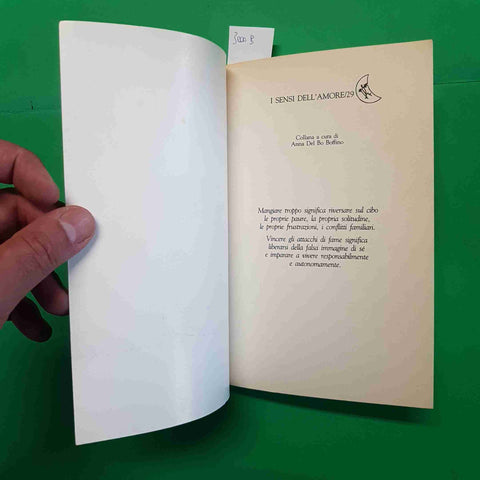 I SENSI DELL'AMORE/29
Collana a cura di
Anna Del Bo Boffino
Mangiare troppo significa riversare sul cibo
le proprie paure, la propria solitudine,
le proprie frustrazioni, i conflitti familiari.
Vincere gli attacchi di fame significa
liberarsi della falsa immagine di sé
e imparare a vivere responsabilmente
e autonomamente.